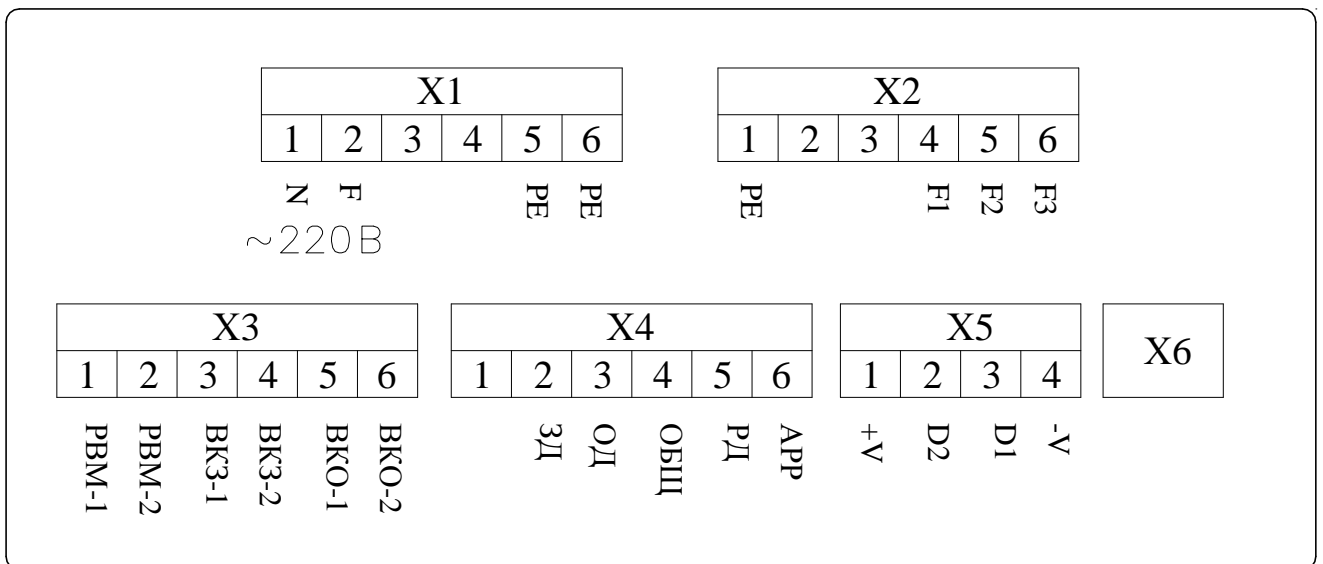 X1 X2
1 2 3 4 5 6 1 2 3 4 5 6
N F PE PE PE F1 F2 F3
~220В
X3 X4 X5 X6
1 2 3 4 5 6 1 2 3 4 5 6 1 2 3 4
РВМ-1 РВМ-2 ВКЗ-1 ВКЗ-2 ВКО-1 ВКО-2 ЗД ОД ОБЩ РД АРР +V D2 D1 -V